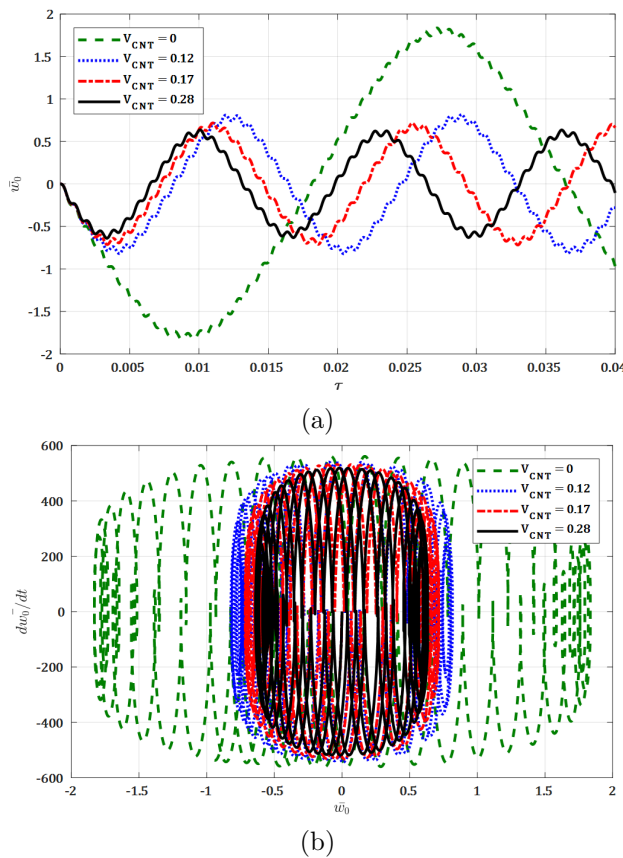 2
1.5
1
0.5
0
-0.5
-1
-1.5
-2
w̄₀
V_CNT = 0
V_CNT = 0.12
V_CNT = 0.17
V_CNT = 0.28
0 0.005 0.01 0.015 0.02 0.025 0.03 0.035 0.04
τ
(a)
600
400
200
0
-200
-400
-600
dw̄₀/dt
V_CNT = 0
V_CNT = 0.12
V_CNT = 0.17
V_CNT = 0.28
-2 -1.5 -1 -0.5 0 0.5 1 1.5 2
w̄₀
(b)